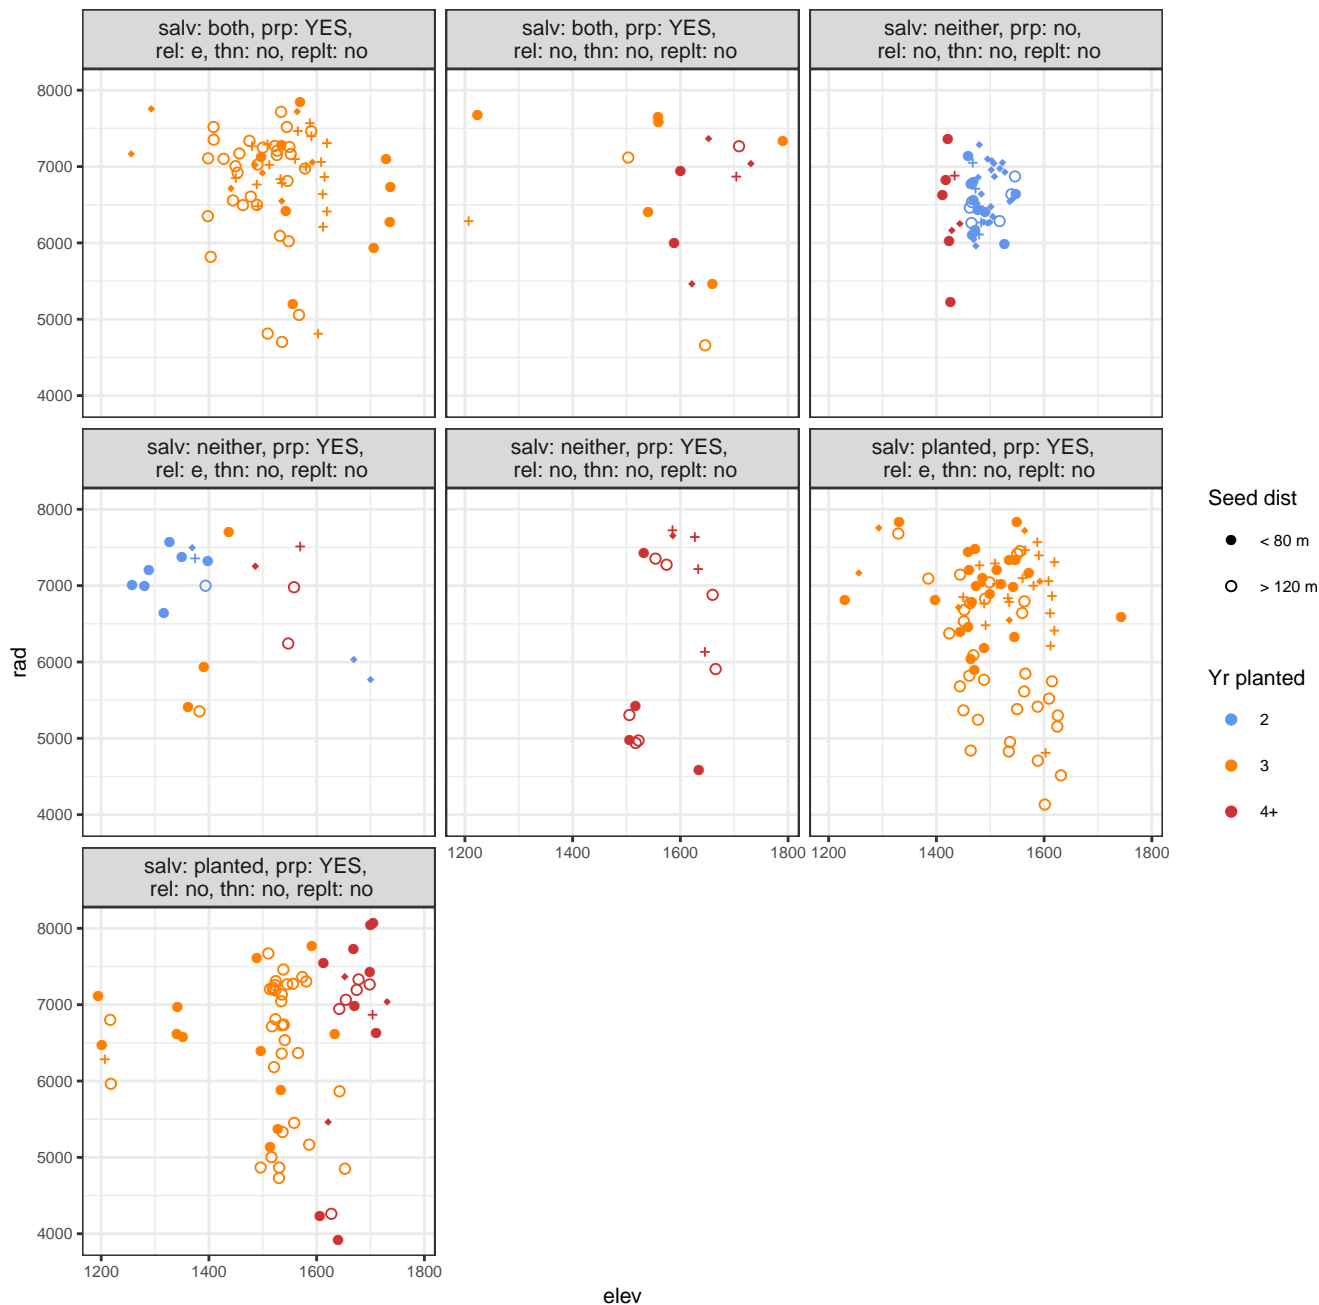 salv: both, prp: YES,
rel: e, thn: no, replt: no
salv: both, prp: YES,
rel: no, thn: no, replt: no
salv: neither, prp: no,
rel: no, thn: no, replt: no
8000
7000
6000
5000
4000
salv: neither, prp: YES,
rel: e, thn: no, replt: no
salv: neither, prp: YES,
rel: no, thn: no, replt: no
salv: planted, prp: YES,
rel: e, thn: no, replt: no
8000
7000
6000
5000
4000
1200 1400 1600 1800
1200 1400 1600 1800
salv: planted, prp: YES,
rel: no, thn: no, replt: no
8000
7000
6000
5000
4000
1200 1400 1600 1800
elev
rad
Seed dist
< 80 m
> 120 m
Yr planted
2
3
4+